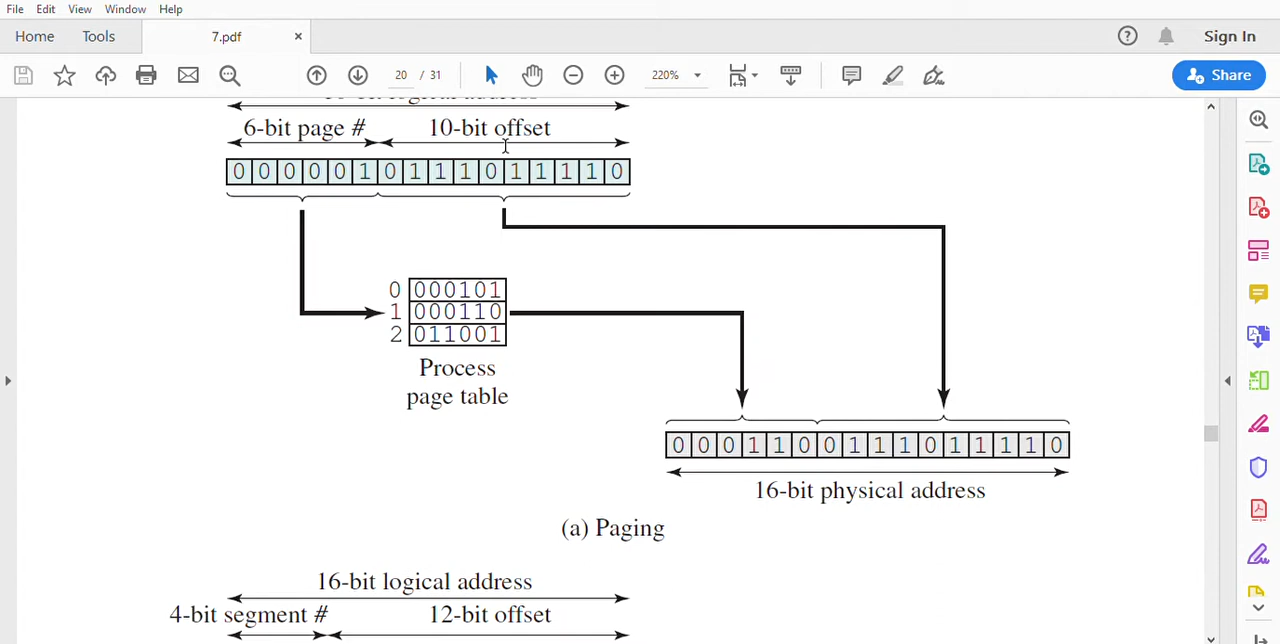 File Edit View Window Help
Home Tools 7.pdf × Sign In
20 / 31 220% Share
6-bit page # 10-bit offset
0 0 0 0 0 1 0 1 1 1 0 1 1 1 1 0
0 000101
1 000110
2 011001
Process
page table
0 0 0 1 1 0 0 1 1 1 0 1 1 1 1 0
16-bit physical address
(a) Paging
16-bit logical address
4-bit segment # 12-bit offset